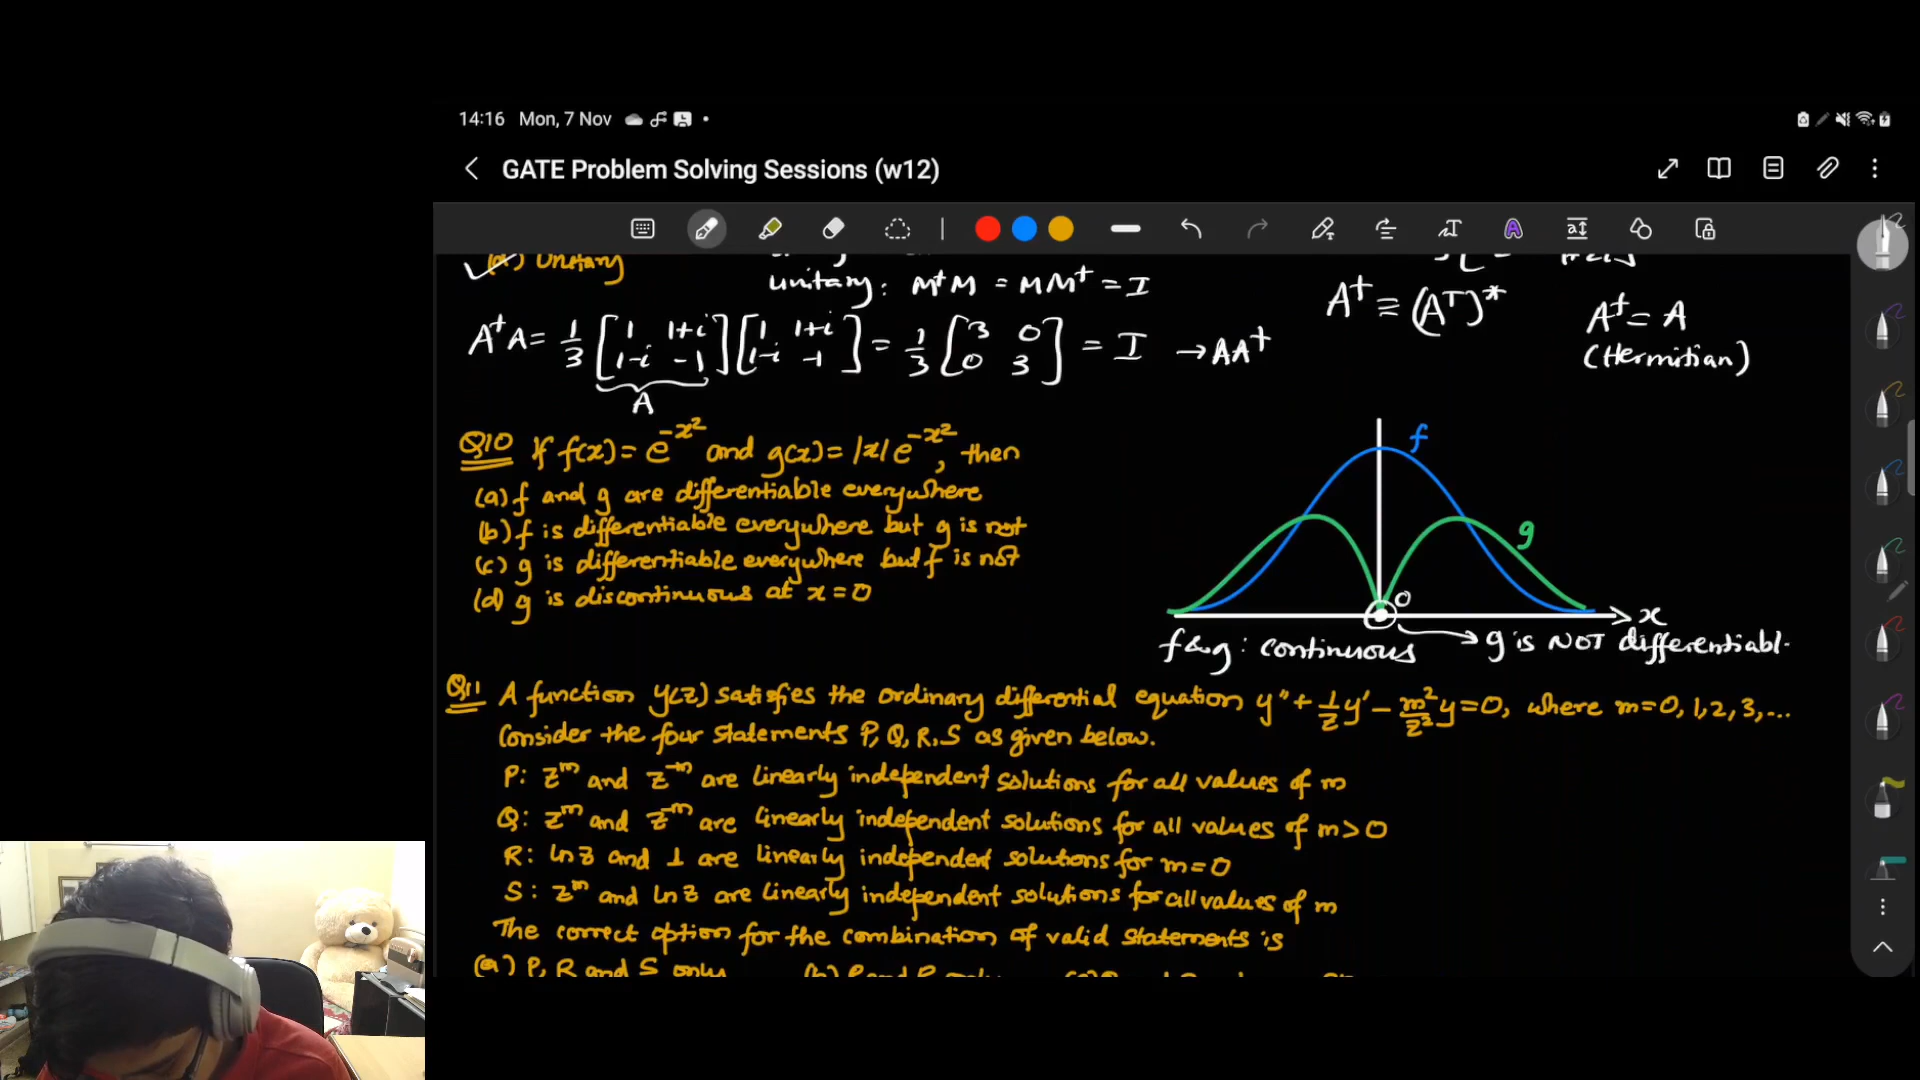 14:16 Mon, 7 Nov
GATE Problem Solving Sessions (w12)
(d) Unitary
Unitary: M†M = MM† = I
A† ≡ (Aᵀ)*
A† = A
(Hermitian)
A†A = 1/3 [1 1+i; 1-i -1] [1 1+i; 1-i -1] = 1/3 [3 0; 0 3] = I → AA†
A
Q10 If f(x) = e^{-x²} and g(x) = |x|e^{-x²}, then
(a) f and g are differentiable everywhere
(b) f is differentiable everywhere but g is not
(c) g is differentiable everywhere but f is not
(d) g is discontinuous at x=0
f
g
0
x
f & g : continuous
g is NOT differentiabl.
Q11 A function y(z) satisfies the ordinary differential equation y'' + 1/z y' - m²/z² y = 0, where m=0,1,2,3,...
Consider the four statements P, Q, R, S as given below.
P: z^m and z^{-m} are linearly independent solutions for all values of m
Q: z^m and z^{-m} are linearly independent solutions for all values of m>0
R: ln z and 1 are linearly independent solutions for m=0
S: z^m and ln z are linearly independent solutions for all values of m
The correct option for the combination of valid statements is
(a) P, R and S only